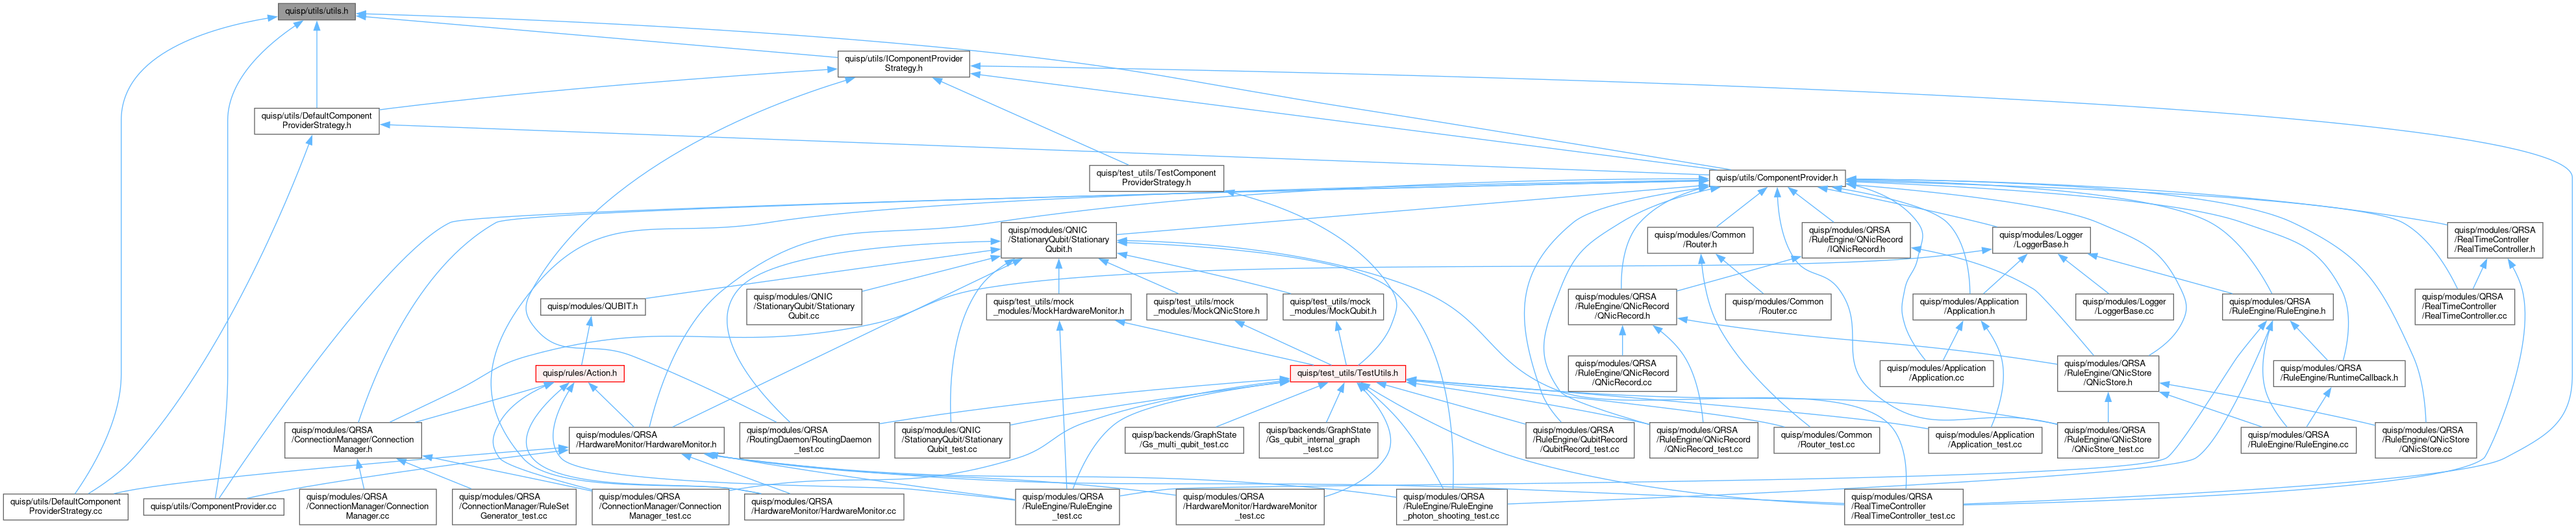 quisp/utils/utils.h
quisp/utils/IComponentProvider
Strategy.h
quisp/utils/DefaultComponent
ProviderStrategy.h
quisp/test_utils/TestComponent
ProviderStrategy.h
quisp/utils/ComponentProvider.h
quisp/modules/QNIC
/StationaryQubit/Stationary
Qubit.h
quisp/modules/Common
/Router.h
quisp/modules/QRSA
/RuleEngine/QNicRecord
/IQNicRecord.h
quisp/modules/Logger
/LoggerBase.h
quisp/modules/QRSA
/RealTimeController
/RealTimeController.h
quisp/modules/QUBIT.h
quisp/modules/QNIC
/StationaryQubit/Stationary
Qubit.cc
quisp/test_utils/mock
_modules/MockHardwareMonitor.h
quisp/test_utils/mock
_modules/MockQNicStore.h
quisp/test_utils/mock
_modules/MockQubit.h
quisp/modules/QRSA
/RuleEngine/QNicRecord
/QNicRecord.h
quisp/modules/Common
/Router.cc
quisp/modules/Application
/Application.h
quisp/modules/Logger
/LoggerBase.cc
quisp/modules/QRSA
/RuleEngine/RuleEngine.h
quisp/modules/QRSA
/RealTimeController
/RealTimeController.cc
quisp/rules/Action.h
quisp/test_utils/TestUtils.h
quisp/modules/QRSA
/RuleEngine/QNicRecord
/QNicRecord.cc
quisp/modules/Application
/Application.cc
quisp/modules/QRSA
/RuleEngine/QNicStore
/QNicStore.h
quisp/modules/QRSA
/RuleEngine/RuntimeCallback.h
quisp/modules/QRSA
/ConnectionManager/Connection
Manager.h
quisp/modules/QRSA
/HardwareMonitor/HardwareMonitor.h
quisp/modules/QRSA
/RoutingDaemon/RoutingDaemon
_test.cc
quisp/modules/QNIC
/StationaryQubit/Stationary
Qubit_test.cc
quisp/backends/GraphState
/Gs_multi_qubit_test.cc
quisp/backends/GraphState
/Gs_qubit_internal_graph
_test.cc
quisp/modules/QRSA
/RuleEngine/QubitRecord
/QubitRecord_test.cc
quisp/modules/QRSA
/RuleEngine/QNicRecord
/QNicRecord_test.cc
quisp/modules/Common
/Router_test.cc
quisp/modules/Application
/Application_test.cc
quisp/modules/QRSA
/RuleEngine/QNicStore
/QNicStore_test.cc
quisp/modules/QRSA
/RuleEngine/RuleEngine.cc
quisp/modules/QRSA
/RuleEngine/QNicStore
/QNicStore.cc
quisp/utils/DefaultComponent
ProviderStrategy.cc
quisp/utils/ComponentProvider.cc
quisp/modules/QRSA
/ConnectionManager/Connection
Manager.cc
quisp/modules/QRSA
/ConnectionManager/RuleSet
Generator_test.cc
quisp/modules/QRSA
/ConnectionManager/Connection
Manager_test.cc
quisp/modules/QRSA
/HardwareMonitor/HardwareMonitor.cc
quisp/modules/QRSA
/RuleEngine/RuleEngine
_test.cc
quisp/modules/QRSA
/HardwareMonitor/HardwareMonitor
_test.cc
quisp/modules/QRSA
/RuleEngine/RuleEngine
_photon_shooting_test.cc
quisp/modules/QRSA
/RealTimeController
/RealTimeController_test.cc